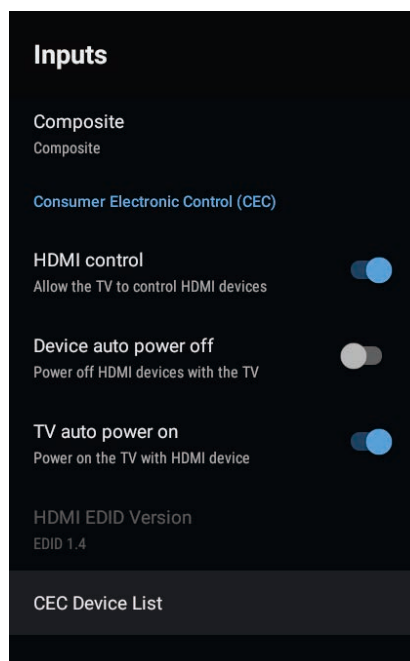 Inputs
Composite
Composite
Consumer Electronic Control (CEC)
HDMI control
Allow the TV to control HDMI devices
Device auto power off
Power off HDMI devices with the TV
TV auto power on
Power on the TV with HDMI device
HDMI EDID Version
EDID 1.4
CEC Device List